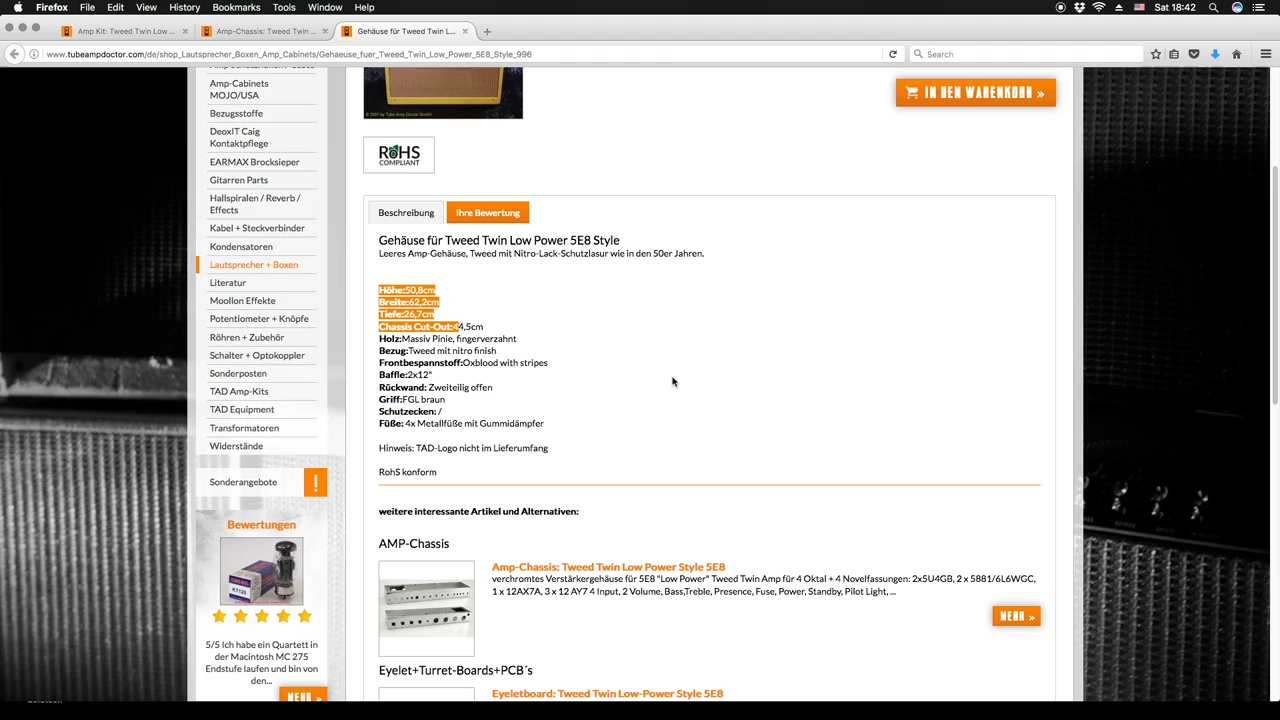 Firefox File Edit View History Bookmarks Tools Window Help
Sat 18:42
Amp Kit: Tweed Twin Low ...
Amp-Chassis: Tweed Twin ...
Gehäuse für Tweed Twin L...
www.tubeampdoctor.com/de/shop_Lautsprecher_Boxen_Amp_Cabinets/Gehaeuse_fuer_Tweed_Twin_Low_Power_5E8_Style_996
Search
Amp-Cabinets
MOJO/USA
Bezugsstoffe
DeoxIT Caig
Kontaktpflege
EARMAX Brocksieper
Gitarren Parts
Hallspiralen / Reverb /
Effects
Kabel + Steckverbinder
Kondensatoren
Lautsprecher + Boxen
Literatur
Moollon Effekte
Potentiometer + Knöpfe
Röhren + Zubehör
Schalter + Optokoppler
Sonderposten
TAD Amp-Kits
TAD Equipment
Transformatoren
Widerstände
Sonderangebote
!
Bewertungen
5/5 Ich habe ein Quartett in
der Macintosh MC 275
Endstufe laufen und bin von
den...
MEHR »
IN DEN WARENKORB »
RoHS
COMPLIANT
Beschreibung
Ihre Bewertung
Gehäuse für Tweed Twin Low Power 5E8 Style
Leeres Amp-Gehäuse, Tweed mit Nitro-Lack-Schutzlasur wie in den 50er Jahren.
Höhe:50,8cm
Breite:62,2cm
Tiefe:26,7cm
Chassis Cut-Out:44,5cm
Holz:Massiv Pinie, fingerverzahnt
Bezug:Tweed mit nitro finish
Frontbespannstoff:Oxblood with stripes
Baffle:2x12"
Rückwand: Zweiteilig offen
Griff:FGL braun
Schutzecken: /
Füße: 4x Metallfüße mit Gummidämpfer
Hinweis: TAD-Logo nicht im Lieferumfang
RohS konform
weitere interessante Artikel und Alternativen:
AMP-Chassis
Amp-Chassis: Tweed Twin Low Power Style 5E8
verchromtes Verstärkergehäuse für 5E8 "Low Power" Tweed Twin Amp für 4 Oktal + 4 Novelfassungen: 2x5U4GB, 2 x 5881/6L6WGC,
1 x 12AX7A, 3 x 12 AY7 4 Input, 2 Volume, Bass,Treble, Presence, Fuse, Power, Standby, Pilot Light, ...
MEHR »
Eyelet+Turret-Boards+PCB´s
Eyeletboard: Tweed Twin Low-Power Style 5E8